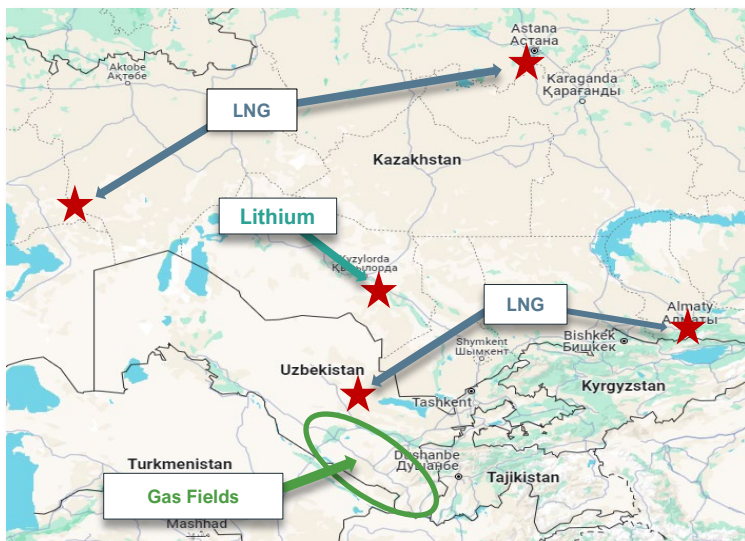 Astana
Астана
Aktobe
Ақтөбе
Karaganda
Қарағанды
LNG
Kazakhstan
Lithium
Kyzylorda
Қызылорда
LNG
Almaty
Алматы
Bishkek
Бишкек
Shymkent
Шымкент
Uzbekistan
Kyrgyzstan
Tashkent
Dushanbe
Душанбе
Turkmenistan
Tajikistan
Gas Fields
Mashhad